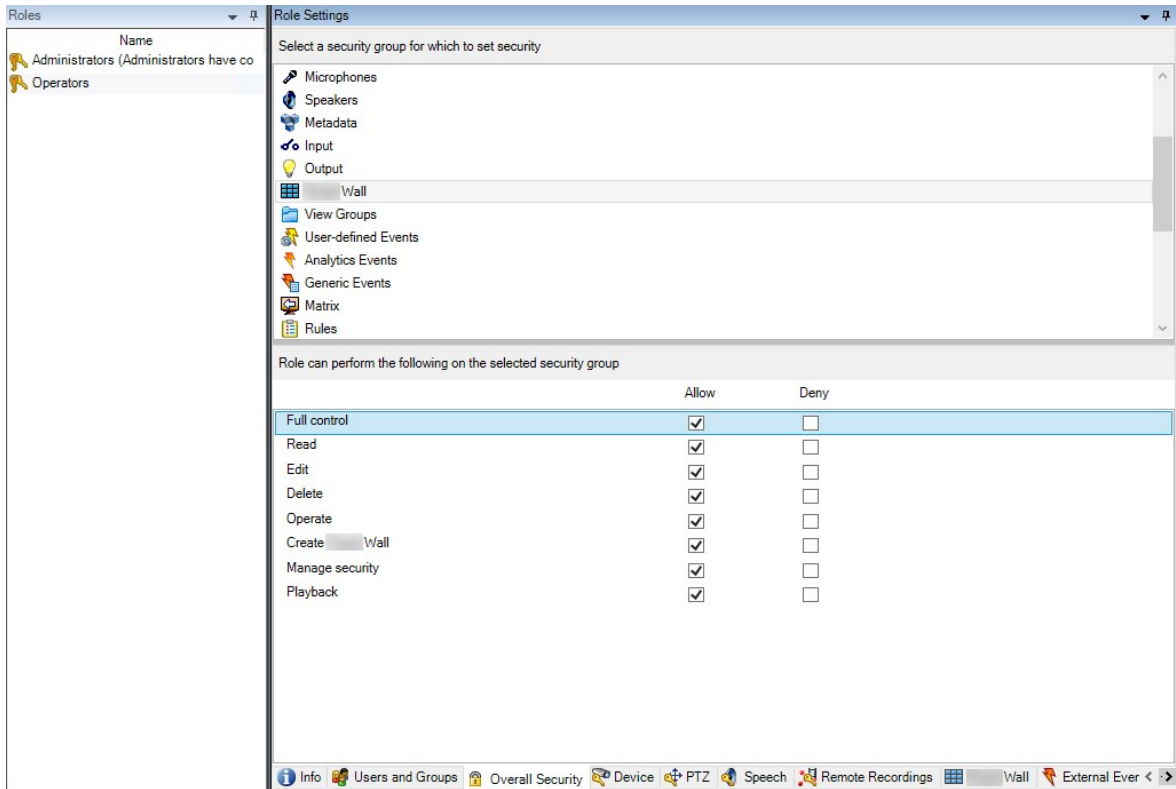 Roles
Name
Administrators (Administrators have co
Operators
Role Settings
Select a security group for which to set security
Microphones
Speakers
Metadata
Input
Output
Wall
View Groups
User-defined Events
Analytics Events
Generic Events
Matrix
Rules
Role can perform the following on the selected security group
Allow Deny
Full control
Read
Edit
Delete
Operate
Create Wall
Manage security
Playback
Info Users and Groups Overall Security Device PTZ Speech Remote Recordings Wall External Ever